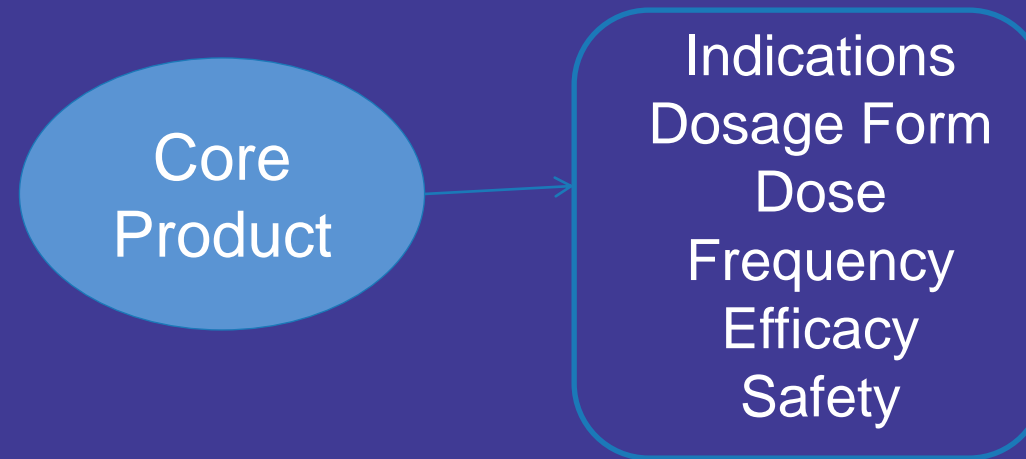 Core
Product
Indications
Dosage Form
Dose
Frequency
Efficacy
Safety